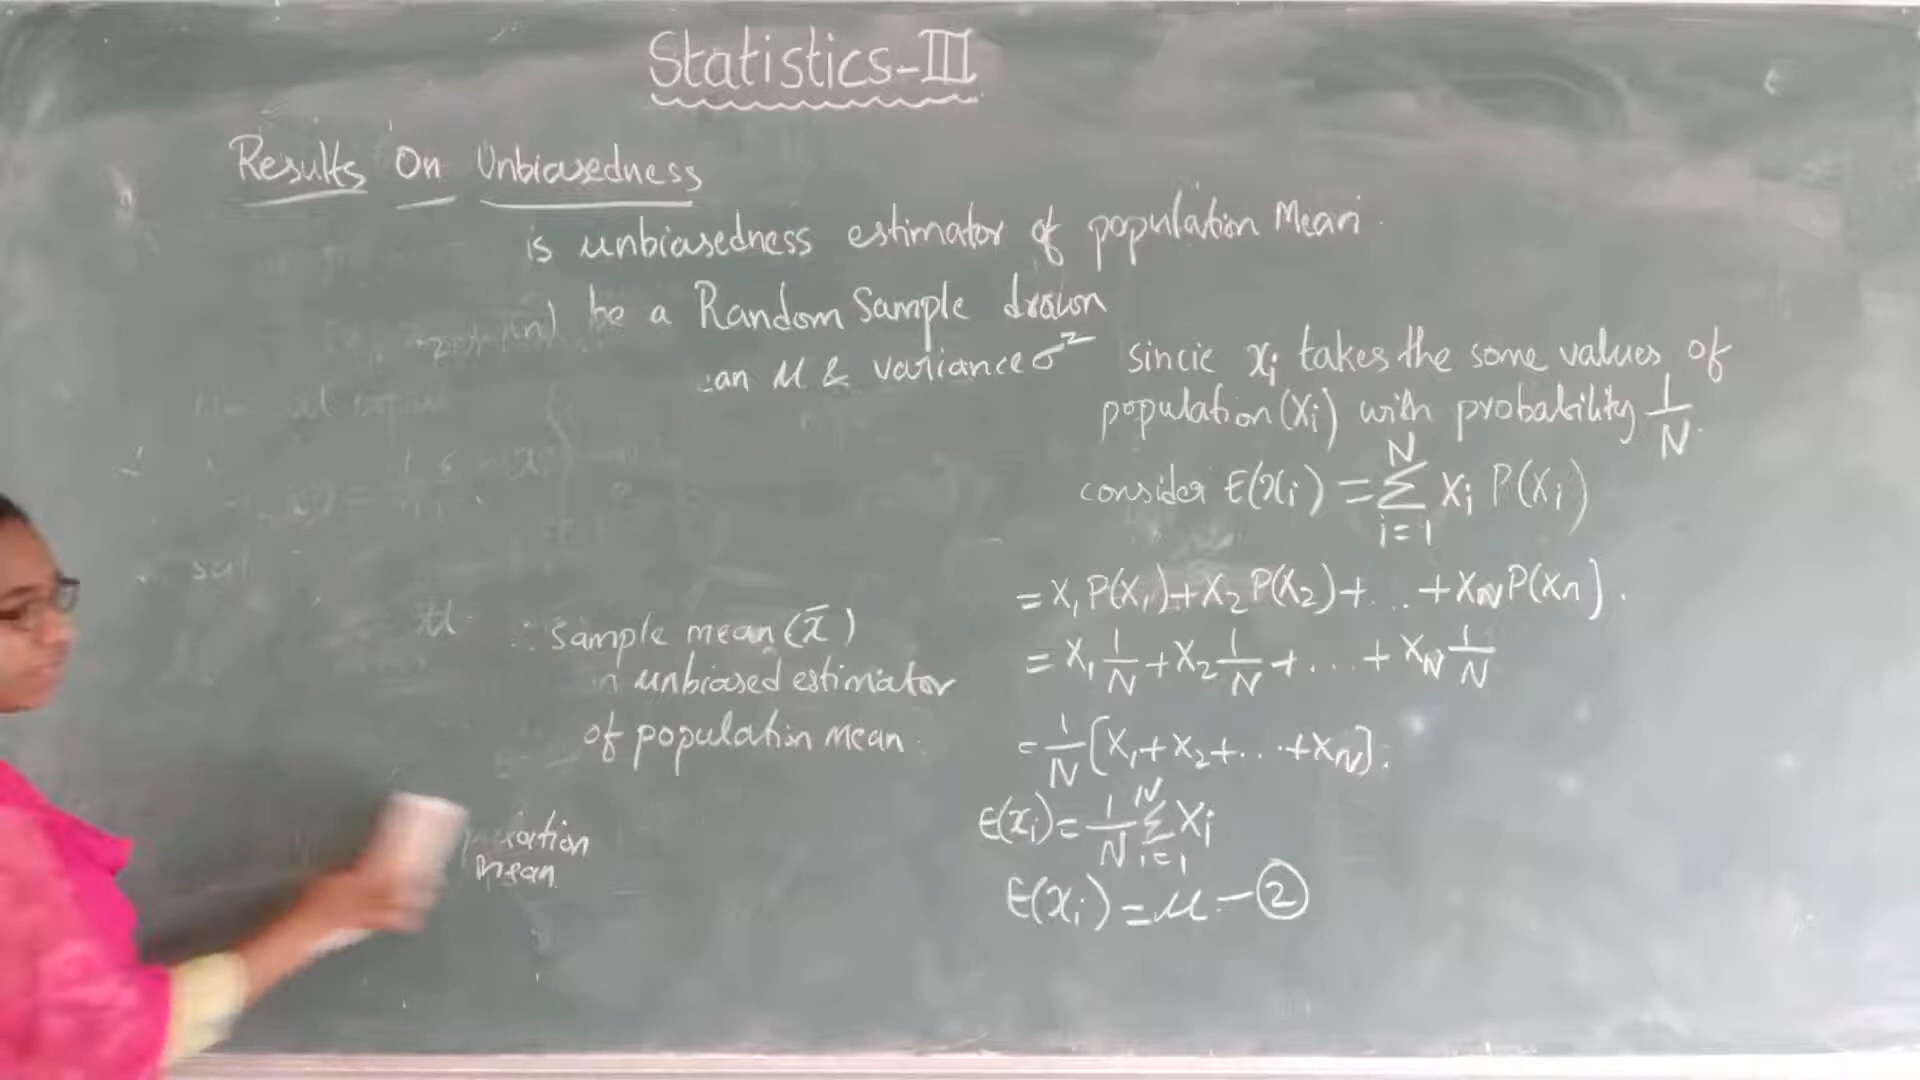 Statistics-III
Results On Unbiasedness
is unbiasedness estimator of population Mean.
be a Random Sample drawn
an μ & variance σ²
sincie xi takes the same values of
population (Xi) with probability 1/N.
consider E(xi) = Σ_{i=1}^{N} Xi P(Xi)
= X₁ P(X₁) + X₂ P(X₂) + ... + X_N P(Xn).
= X₁ 1/N + X₂ 1/N + ... + X_N 1/N
= 1/N [X₁ + X₂ + ... + X_N].
E(xi) = 1/N Σ_{i=1}^{N} Xi
E(xi) = μ - ②
∴ Sample mean (x̄)
unbiased estimator
of population mean.
mean